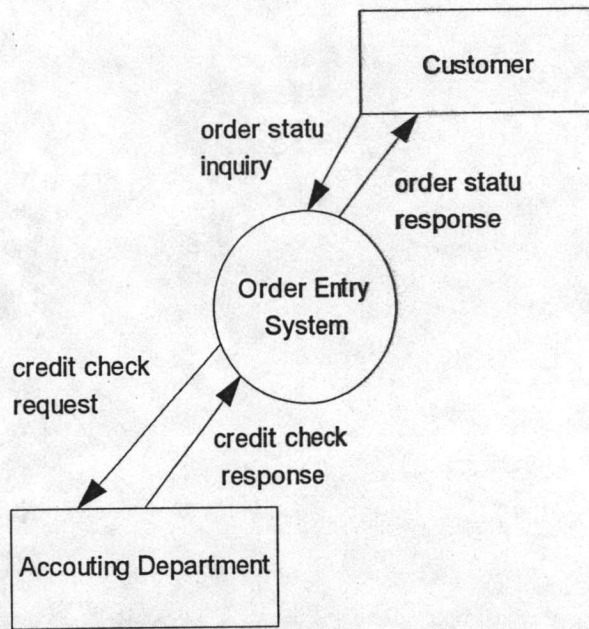 Customer
order statu
inquiry
order statu
response
Order Entry
System
credit check
request
credit check
response
Accouting Department